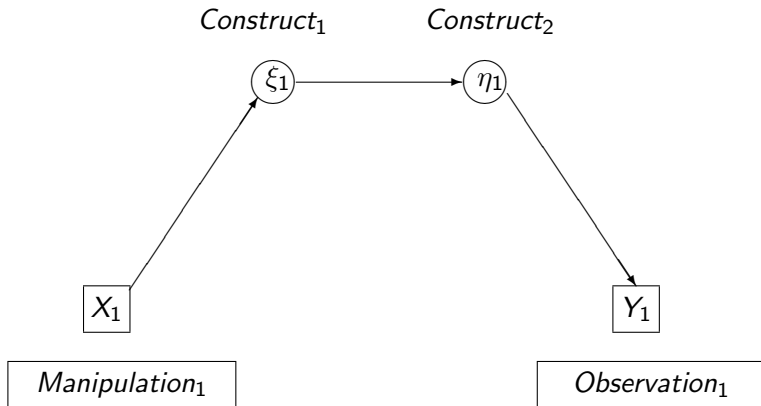 Construct₁ Construct₂
ξ₁ η₁
X₁ Y₁
Manipulation₁ Observation₁